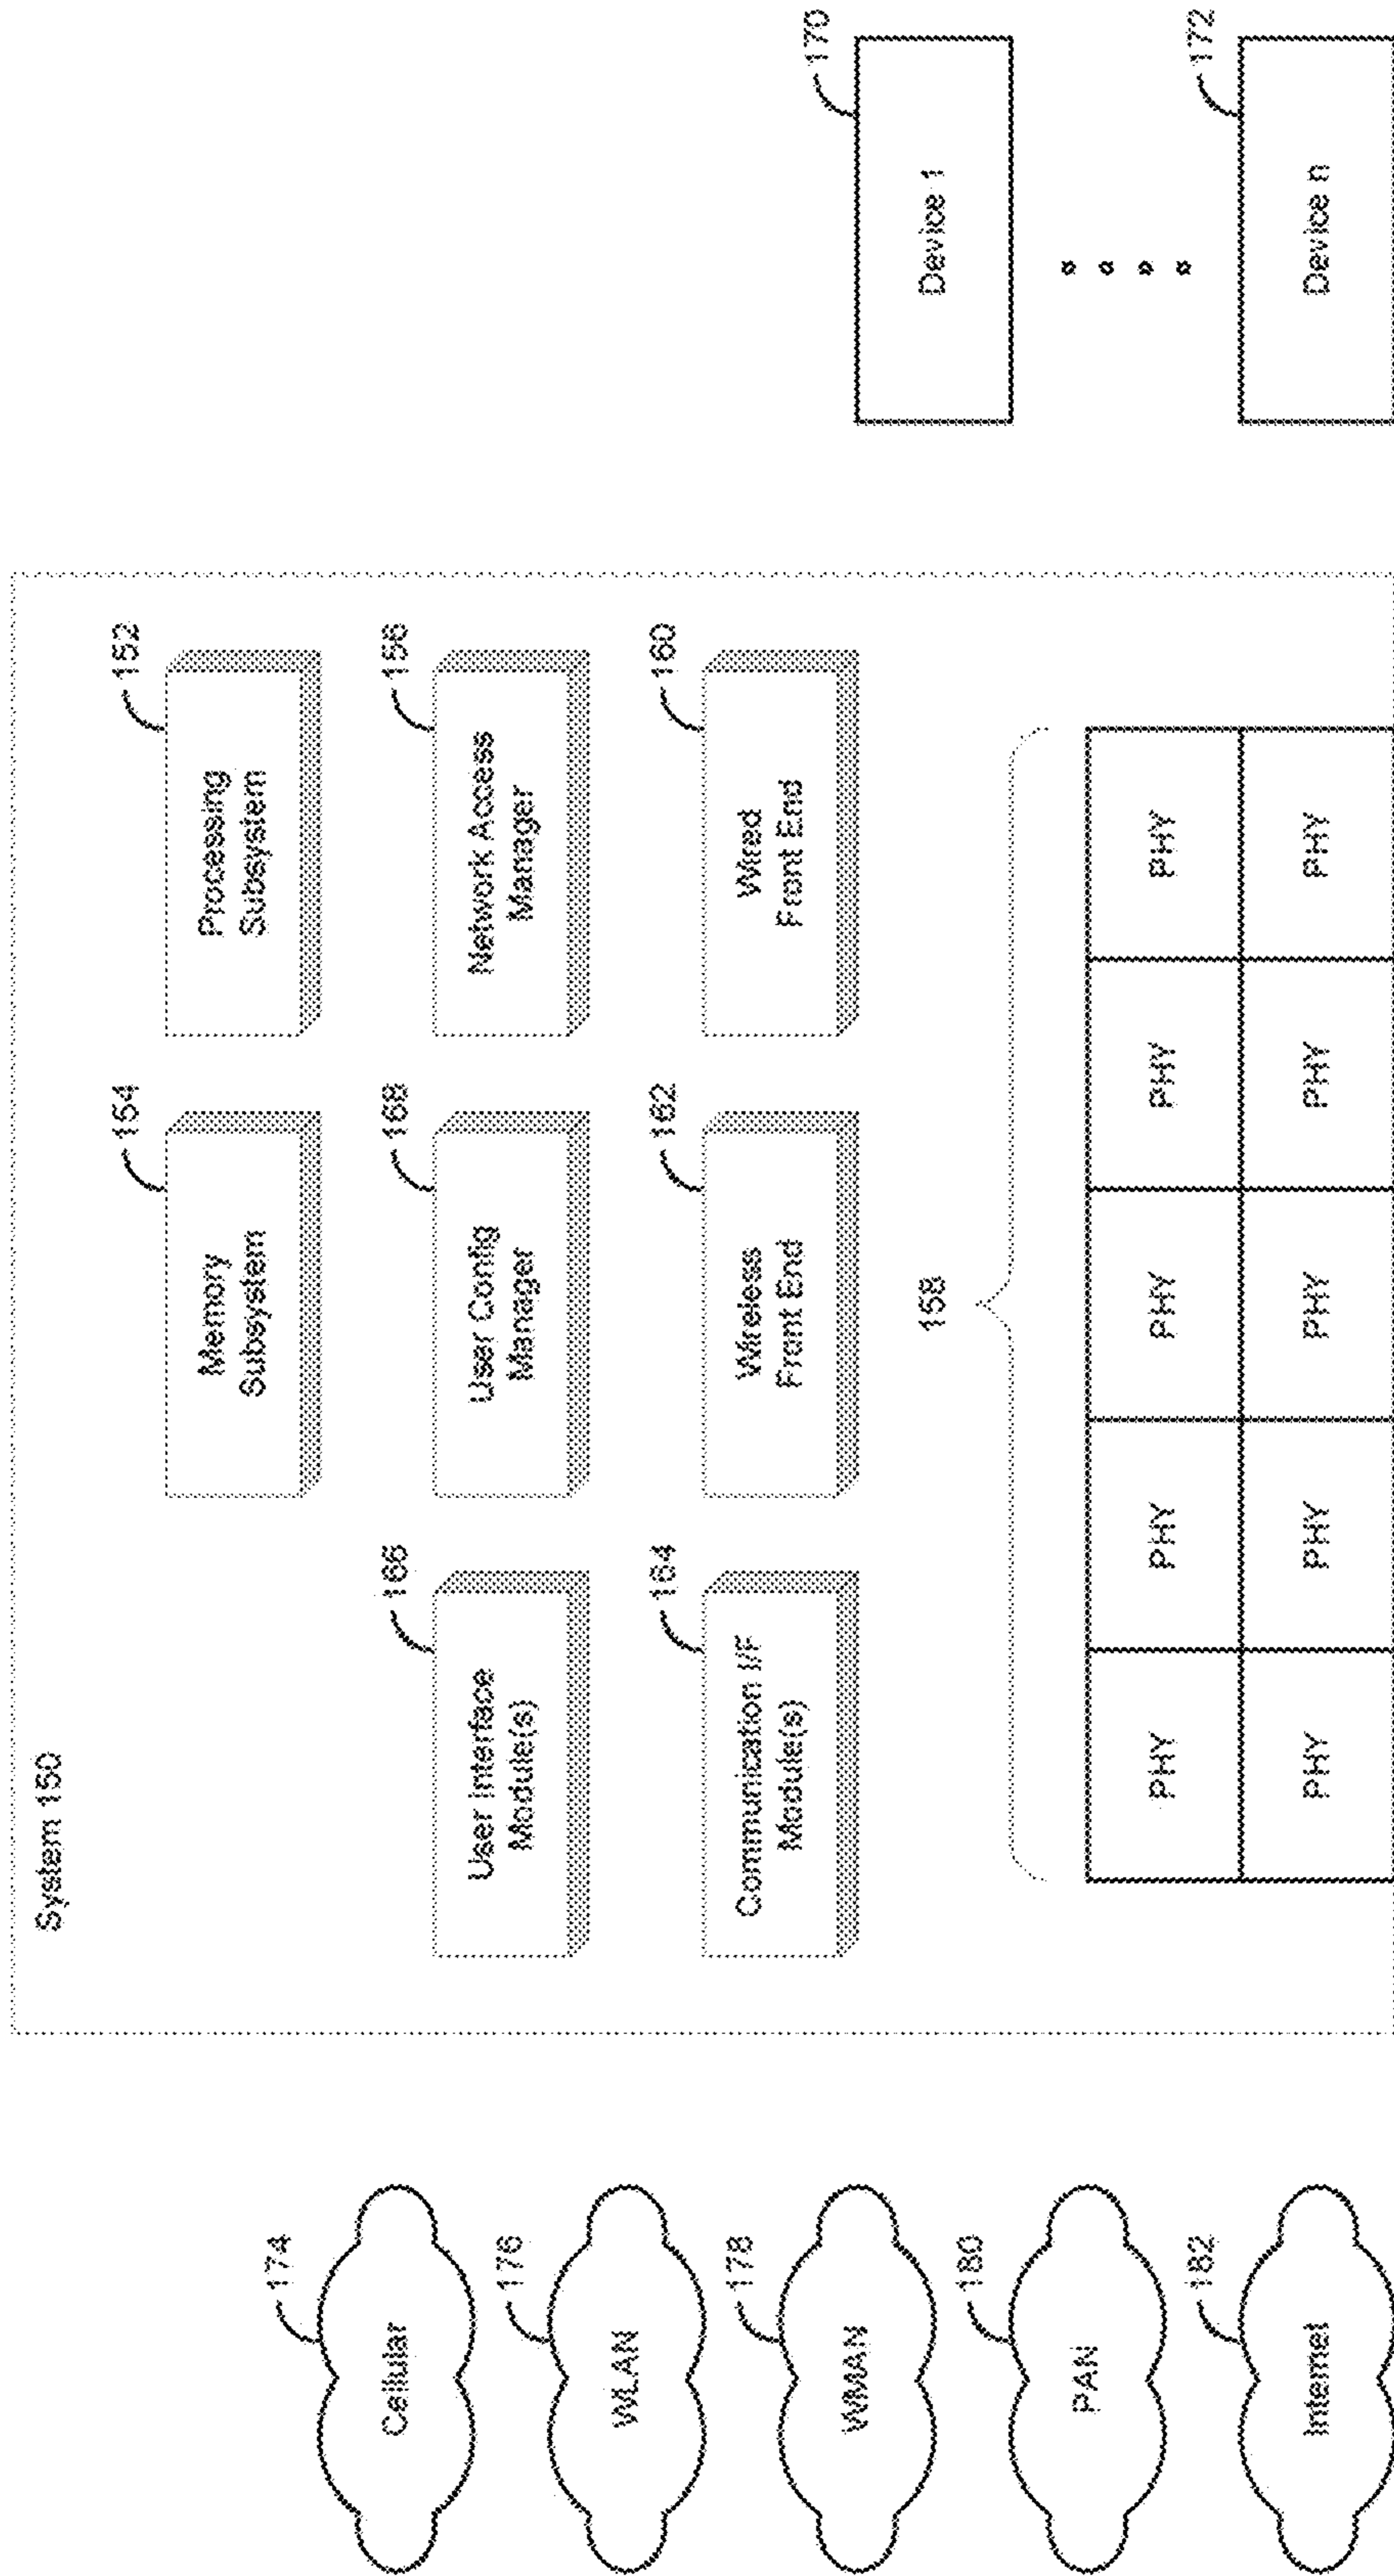 174
Cellular
176
WLAN
178
WMAN
180
PAN
182
Internet
System 150
154
Memory
Subsystem
152
Processing
Subsystem
166
User Interface
Module(s)
168
User Config
Manager
156
Network Access
Manager
164
Communication I/F
Module(s)
162
Wireless
Front End
160
Wired
Front End
158
PHY PHY PHY PHY PHY
PHY PHY PHY PHY PHY
170
Device 1
172
Device n